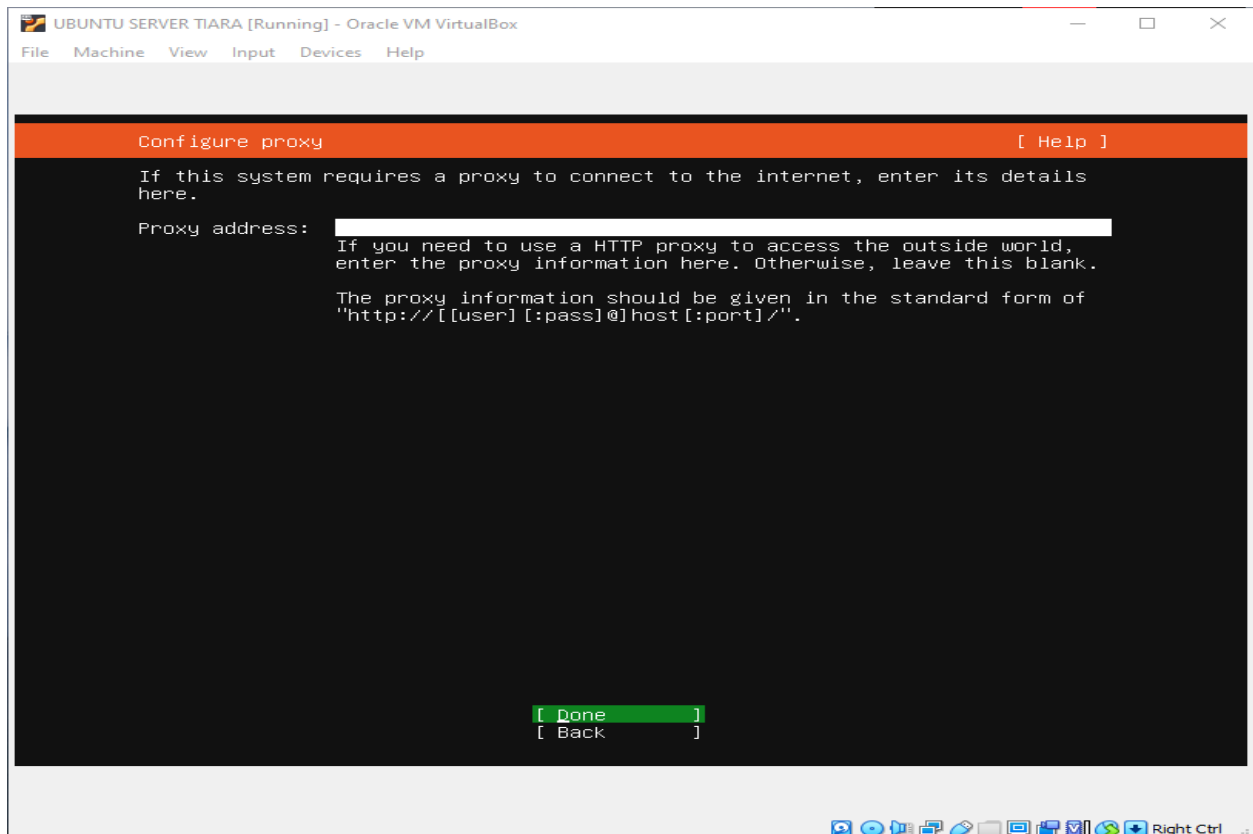 UBUNTU SERVER TIARA [Running] - Oracle VM VirtualBox
File Machine View Input Devices Help
Configure proxy [ Help ]
If this system requires a proxy to connect to the internet, enter its details
here.
Proxy address:
If you need to use a HTTP proxy to access the outside world,
enter the proxy information here. Otherwise, leave this blank.
The proxy information should be given in the standard form of
"http://[[user][:pass]@]host[:port]/".
[ Done ]
[ Back ]
Right Ctrl